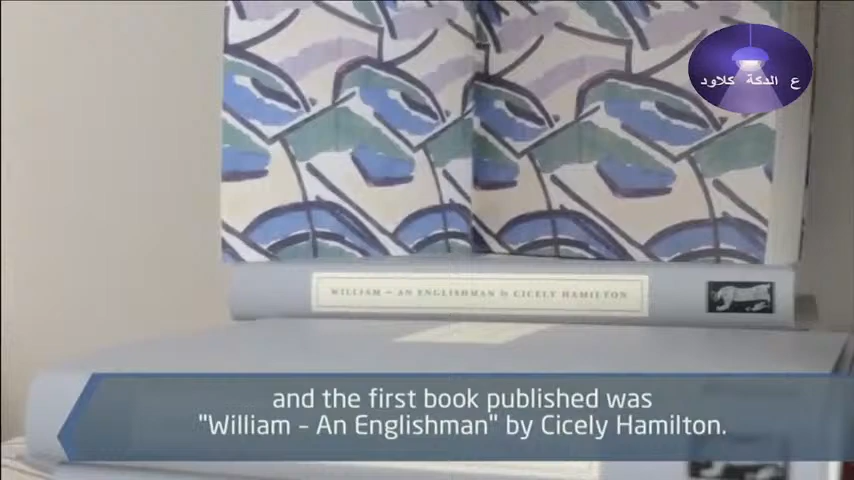 ع الدكة كلاود
WILLIAM – AN ENGLISHMAN by CICELY HAMILTON
and the first book published was
"William – An Englishman" by Cicely Hamilton.